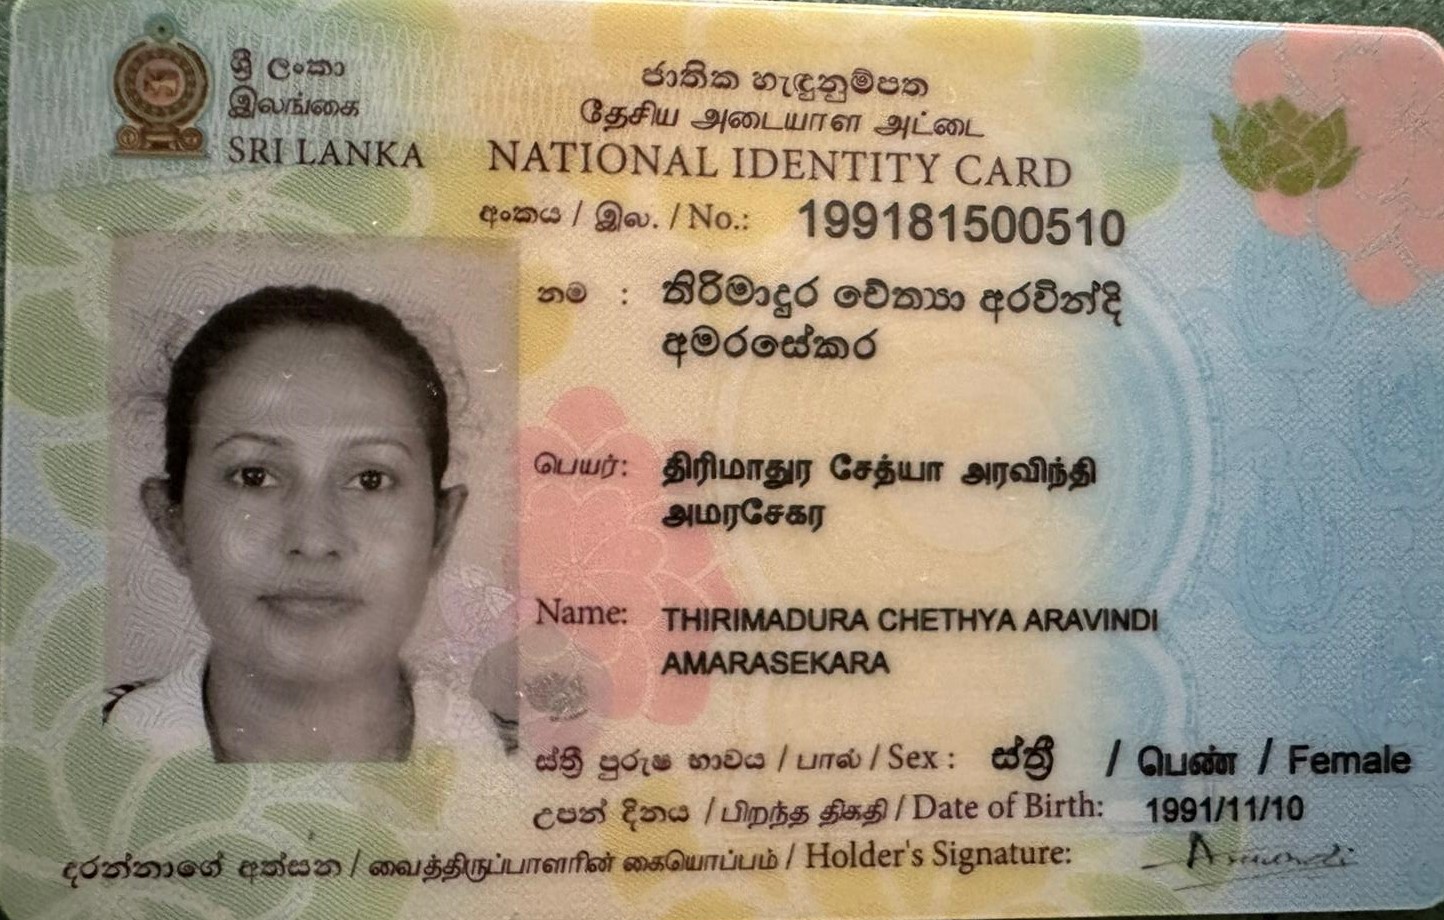 ශ්‍රී ලංකා
இலங்கை
SRI LANKA
ජාතික හැඳුනුම්පත
தேசிய அடையாள அட்டை
NATIONAL IDENTITY CARD
අංකය / இல. / No.: 199181500510
නම : තිරිමාදුර චේත්‍යා අරවින්දි
අමරසේකර
பெயர்: திரிமாதுர சேத்யா அரவிந்தி
அமரசேகர
Name: THIRIMADURA CHETHYA ARAVINDI
AMARASEKARA
ස්ත්‍රී පුරුෂ භාවය / பால் / Sex : ස්ත්‍රී / பெண் / Female
උපන් දිනය / பிறந்த திகதி / Date of Birth: 1991/11/10
දරන්නාගේ අත්සන / வைத்திருப்பாளரின் கையொப்பம் / Holder's Signature: